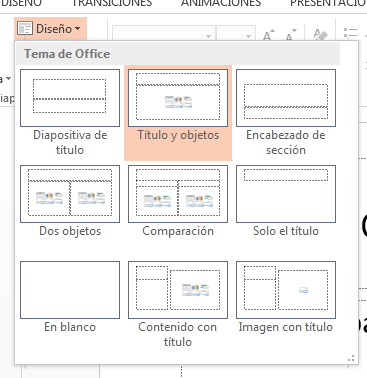 DISEÑO TRANSICIONES ANIMACIONES PRESENTACIO
Diseño
Tema de Office
Diapositiva de título
Título y objetos
Encabezado de sección
Dos objetos
Comparación
Solo el título
En blanco
Contenido con título
Imagen con título